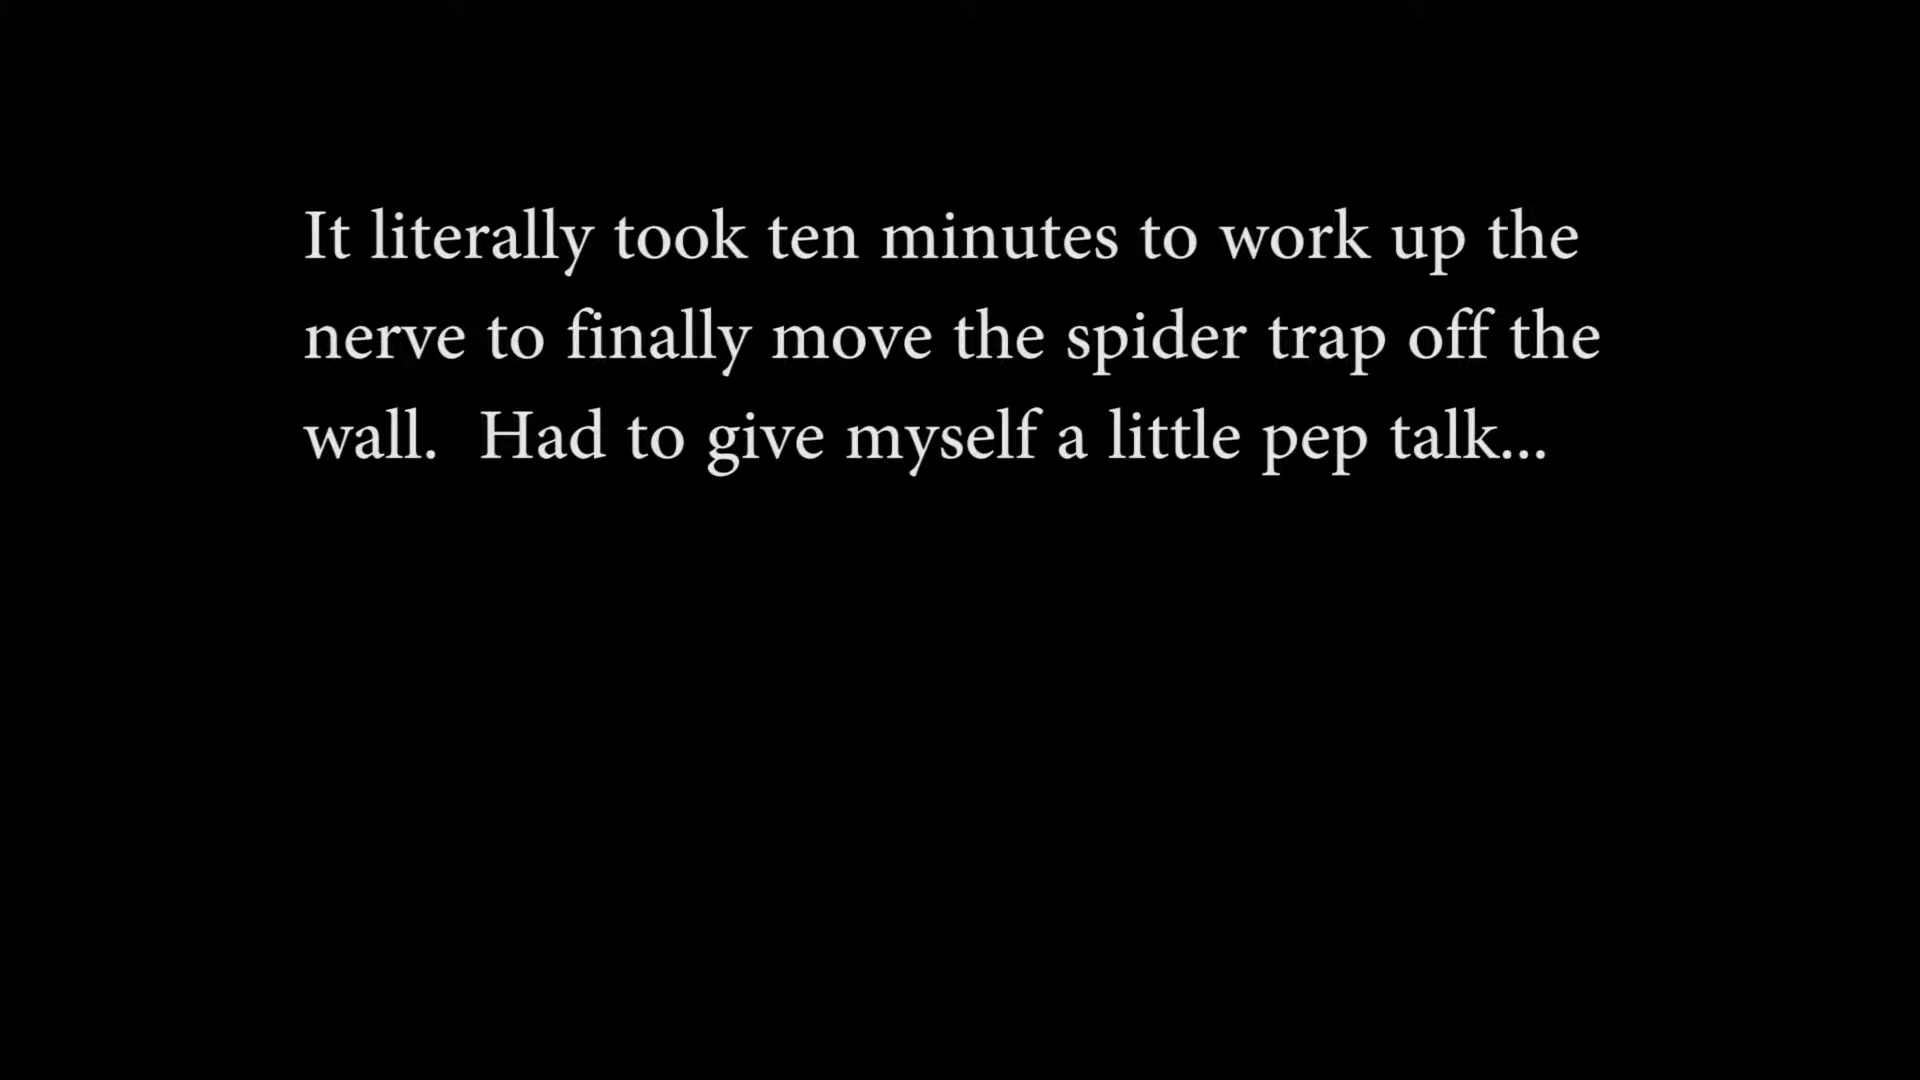 It literally took ten minutes to work up the
nerve to finally move the spider trap off the
wall.  Had to give myself a little pep talk...